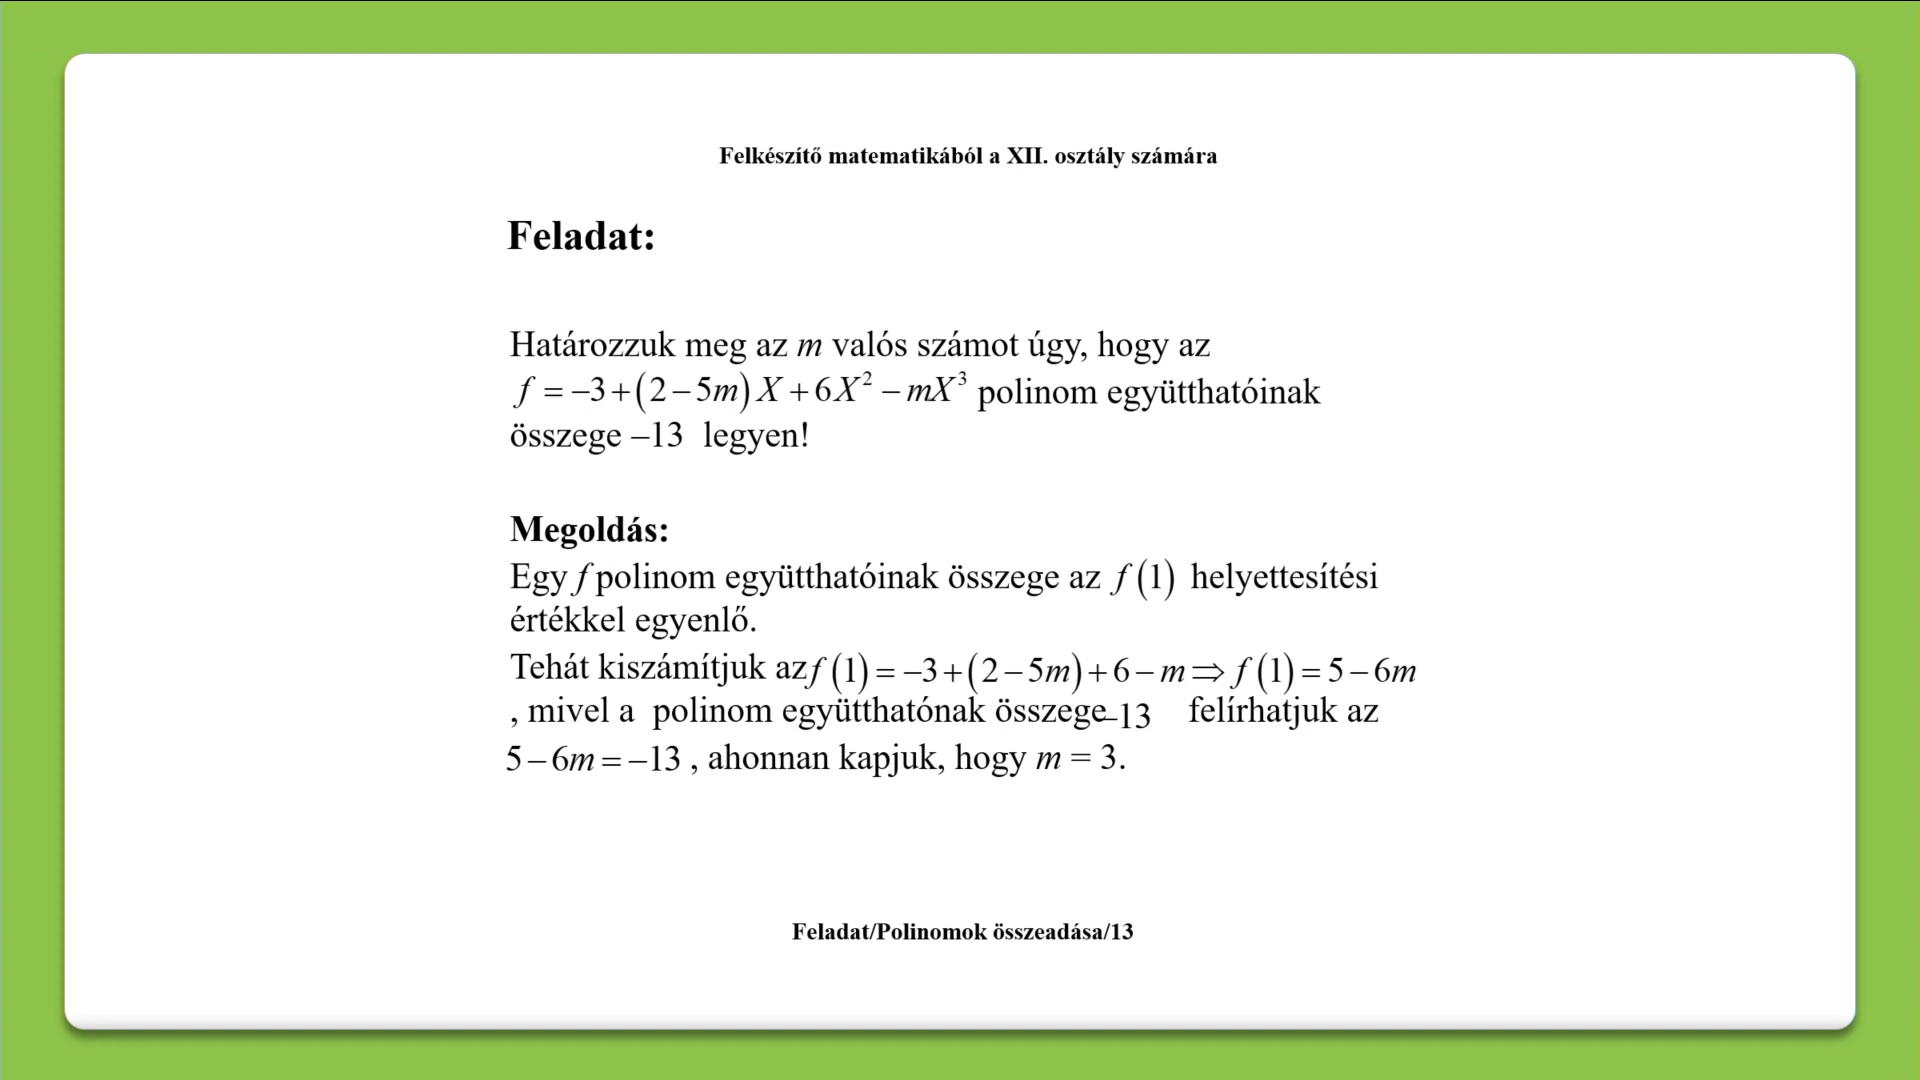 Felkészítő matematikából a XII. osztály számára
Feladat:
Határozzuk meg az m valós számot úgy, hogy az
f = –3 + (2 – 5m) X + 6X² – mX³ polinom együtthatóinak
összege –13 legyen!
Megoldás:
Egy f polinom együtthatóinak összege az f (1) helyettesítési
értékkel egyenlő.
Tehát kiszámítjuk az f (1) = –3 + (2 – 5m) + 6 – m ⇒ f (1) = 5 – 6m
, mivel a polinom együtthatónak összege –13 felírhatjuk az
5 – 6m = –13 , ahonnan kapjuk, hogy m = 3.
Feladat/Polinomok összeadása/13